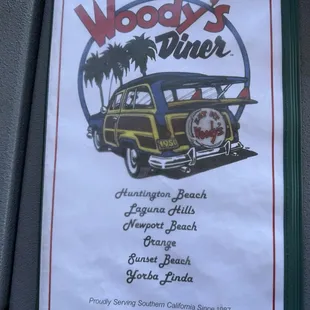 Woody's
Diner
Woody's
Huntington Beach
Laguna Hills
Newport Beach
Orange
Sunset Beach
Yorba Linda
Proudly Serving Southern California Since